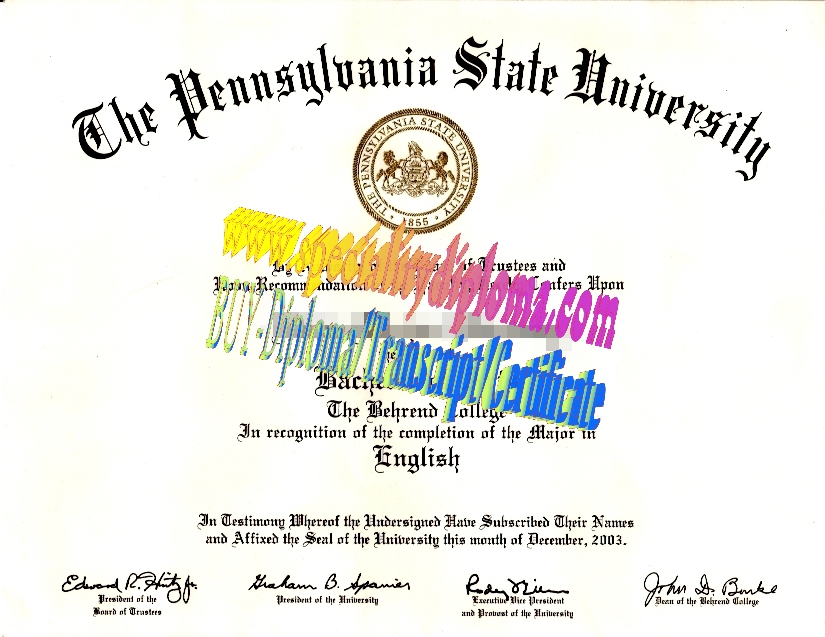 The Pennsylvania State University
THE PENNSYLVANIA STATE UNIVERSITY
1855
www.specialitydiploma.com
Trustees and
Confers Upon
BUY-Diploma/Transcript/Certificate
The Behrend College
In recognition of the completion of the Major in
English
In Testimony Whereof the Undersigned Have Subscribed Their Names
and Affixed the Seal of the University this month of December, 2003.
Graham B. Spanier
John D. Burke
President of the
Board of Trustees
President of the University
Executive Vice President
and Provost of the University
Dean of the Behrend College